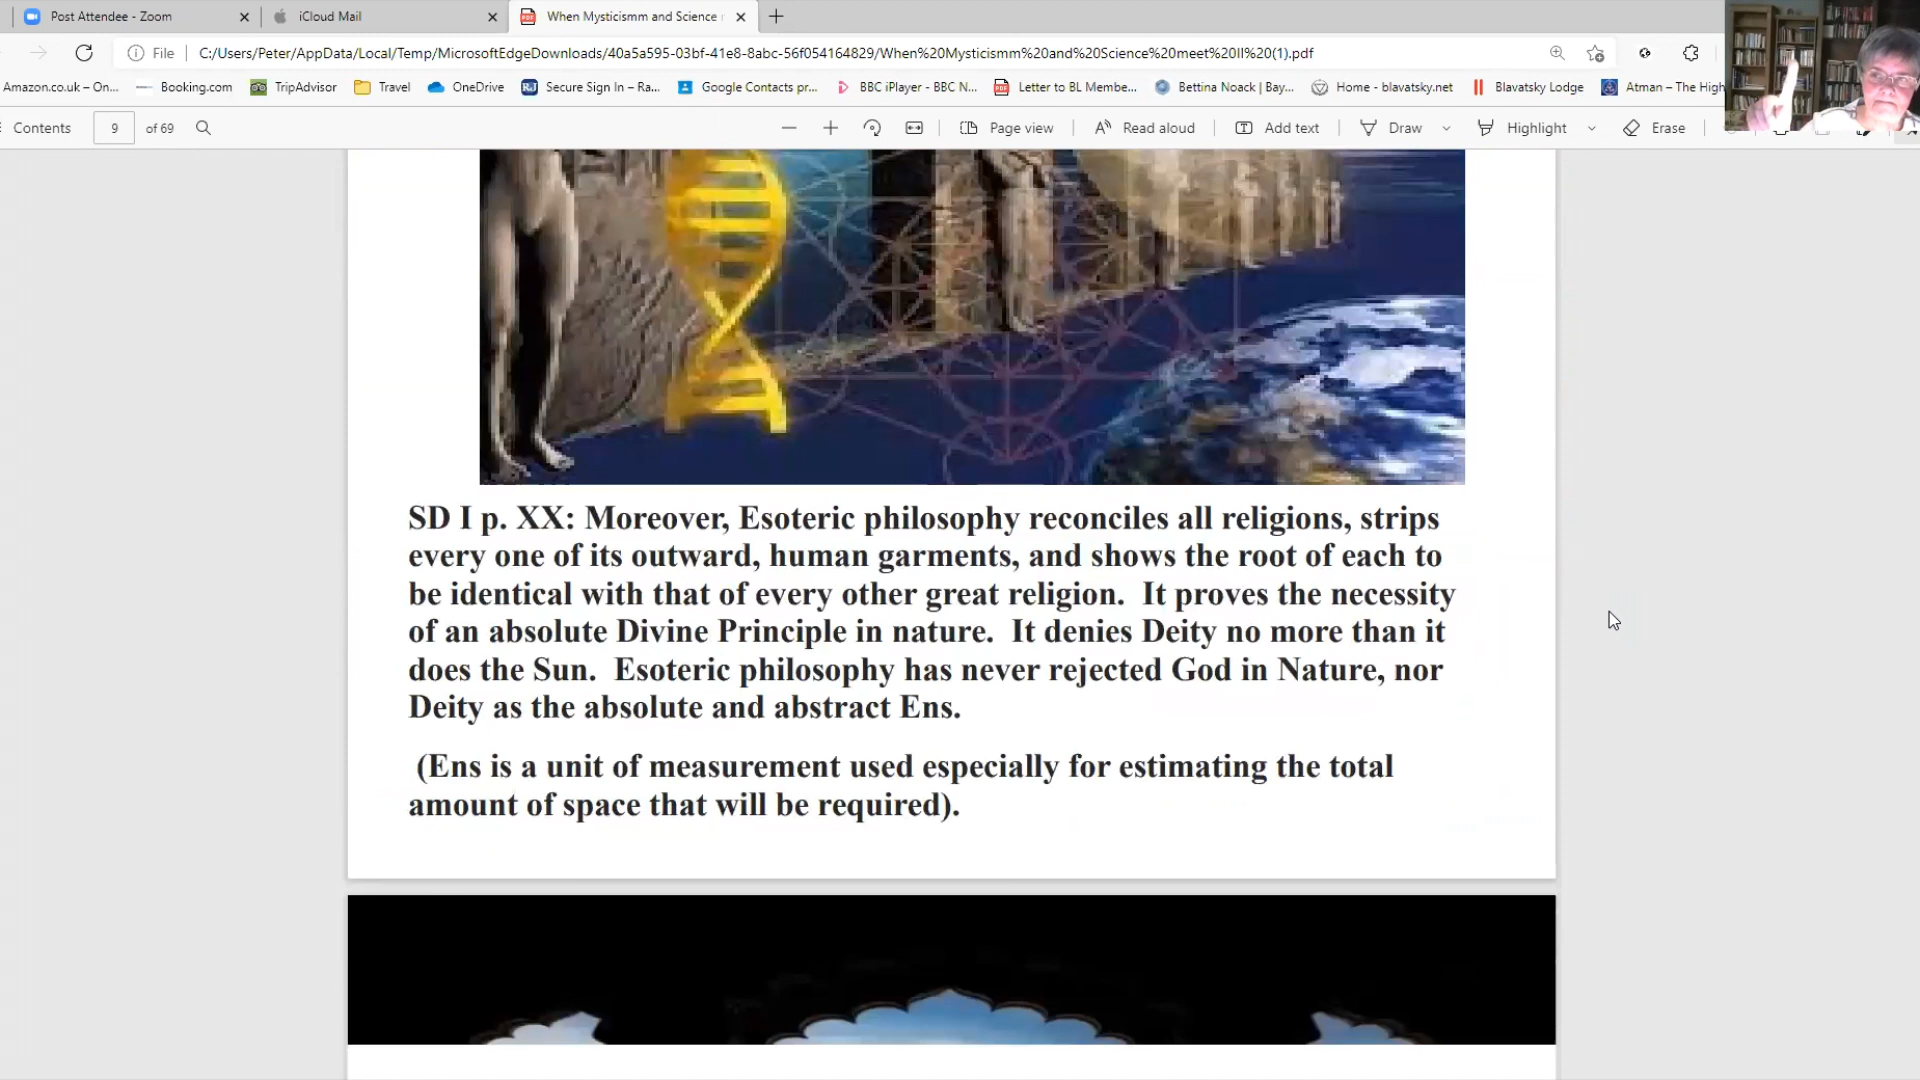 Post Attendee - Zoom
iCloud Mail
When Mysticismm and Science
File
C:/Users/Peter/AppData/Local/Temp/MicrosoftEdgeDownloads/40a5a595-03bf-41e8-8abc-56f054164829/When%20Mysticismm%20and%20Science%20meet%20II%20(1).pdf
Amazon.co.uk – On...
Booking.com
TripAdvisor
Travel
OneDrive
Secure Sign In – Ra...
Google Contacts pr...
BBC iPlayer - BBC N...
Letter to BL Membe...
Bettina Noack | Bay...
Home - blavatsky.net
Blavatsky Lodge
Atman – The High
Contents
9
of 69
Page view
Read aloud
Add text
Draw
Highlight
Erase
SD I p. XX: Moreover, Esoteric philosophy reconciles all religions, strips
every one of its outward, human garments, and shows the root of each to
be identical with that of every other great religion. It proves the necessity
of an absolute Divine Principle in nature. It denies Deity no more than it
does the Sun. Esoteric philosophy has never rejected God in Nature, nor
Deity as the absolute and abstract Ens.
(Ens is a unit of measurement used especially for estimating the total
amount of space that will be required).